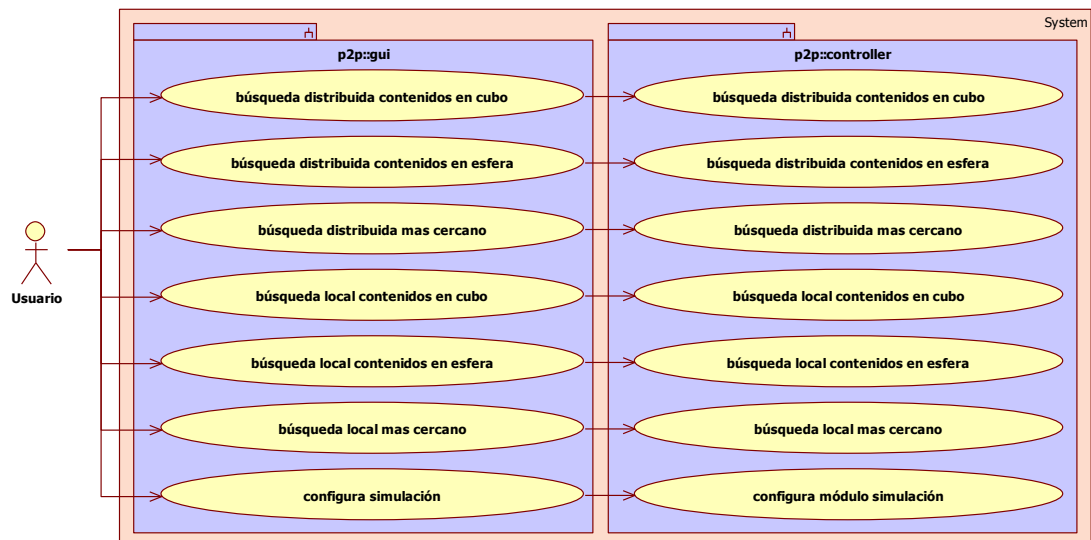 System
p2p::gui
p2p::controller
búsqueda distribuida contenidos en cubo
búsqueda distribuida contenidos en cubo
búsqueda distribuida contenidos en esfera
búsqueda distribuida contenidos en esfera
búsqueda distribuida mas cercano
búsqueda distribuida mas cercano
Usuario
búsqueda local contenidos en cubo
búsqueda local contenidos en cubo
búsqueda local contenidos en esfera
búsqueda local contenidos en esfera
búsqueda local mas cercano
búsqueda local mas cercano
configura simulación
configura módulo simulación